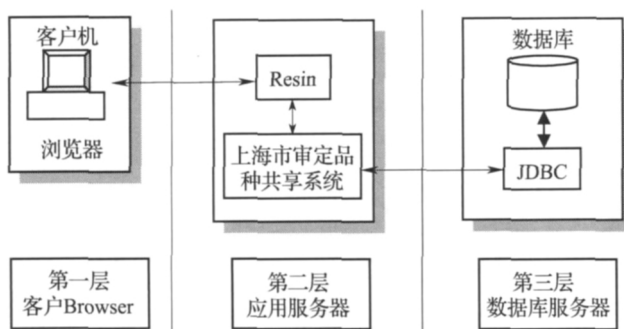 客户机
浏览器
Resin
上海市审定品
种共享系统
数据库
JDBC
第一层
客户Browser
第二层
应用服务器
第三层
数据库服务器